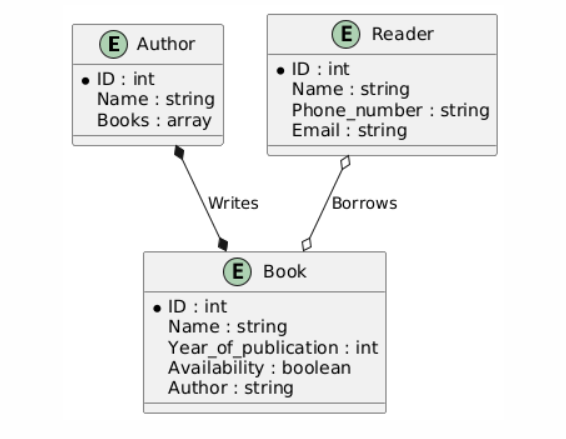 E Author
ID : int
Name : string
Books : array
E Reader
ID : int
Name : string
Phone_number : string
Email : string
Writes
Borrows
E Book
ID : int
Name : string
Year_of_publication : int
Availability : boolean
Author : string